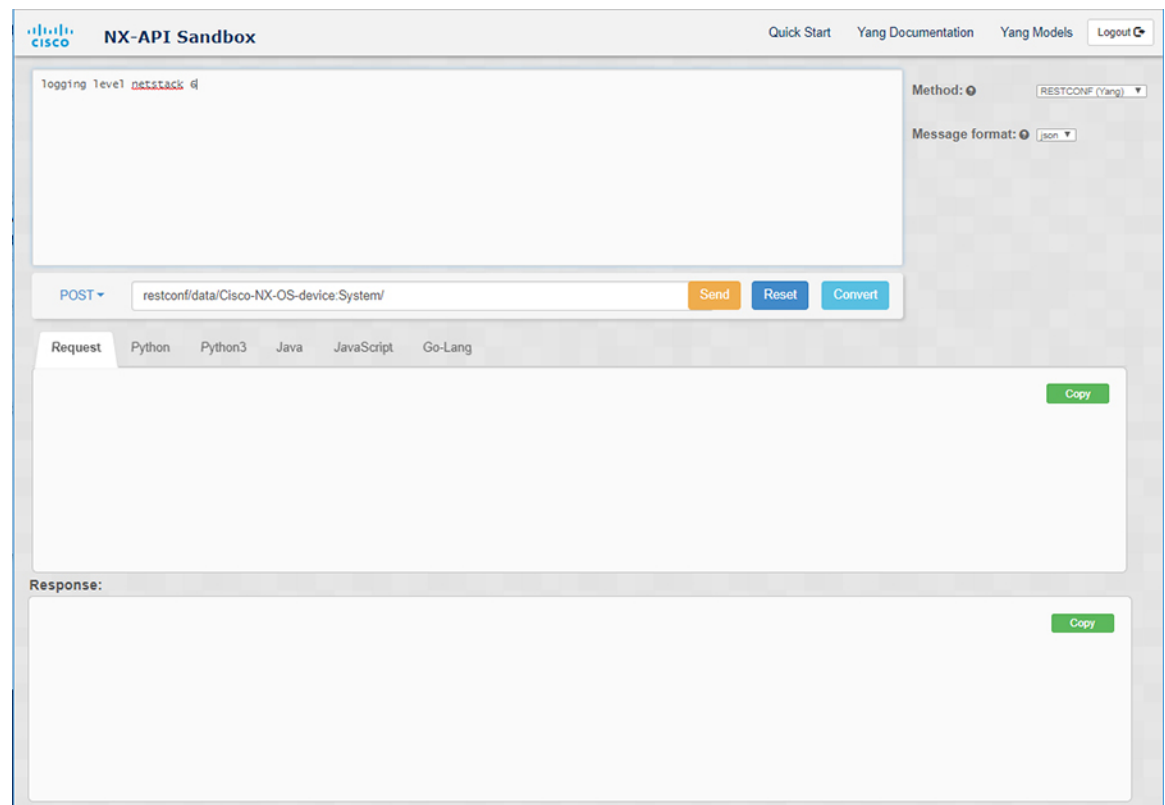 CISCO NX-API Sandbox Quick Start Yang Documentation Yang Models Logout
logging level netstack 6
Method: RESTCONF (Yang)
Message format: json
POST restconf/data/Cisco-NX-OS-device:System/ Send Reset Convert
Request Python Python3 Java JavaScript Go-Lang
Copy
Response:
Copy